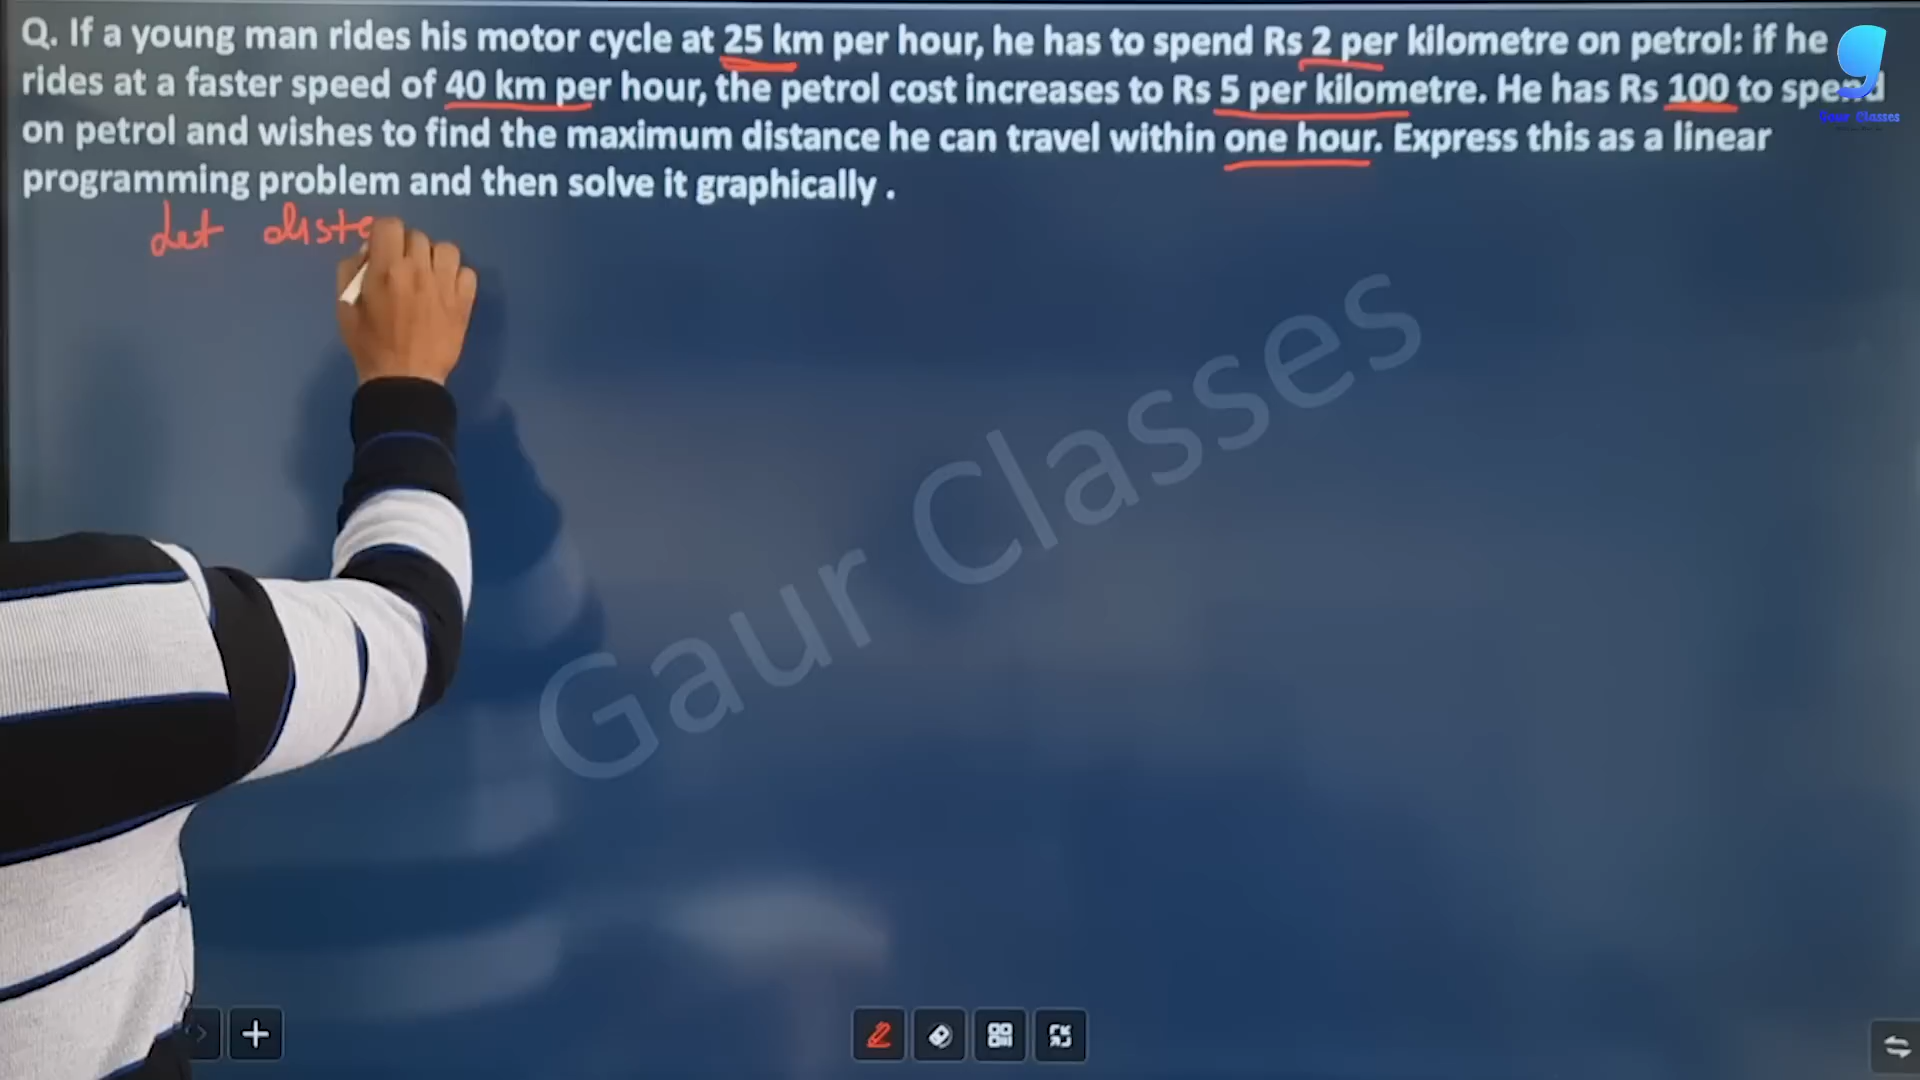 Q. If a young man rides his motor cycle at 25 km per hour, he has to spend Rs 2 per kilometre on petrol: if he
rides at a faster speed of 40 km per hour, the petrol cost increases to Rs 5 per kilometre. He has Rs 100 to spend
on petrol and wishes to find the maximum distance he can travel within one hour. Express this as a linear
programming problem and then solve it graphically .
Let dista
Gaur Classes
Gaur Classes